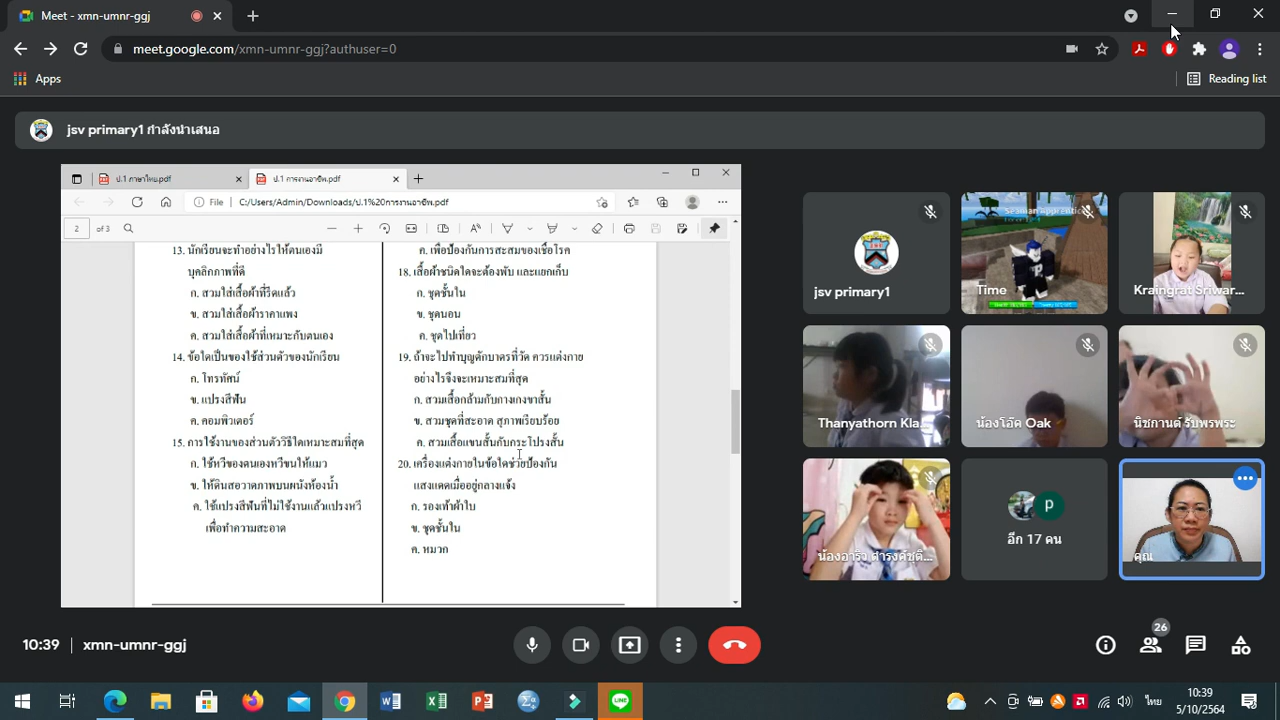 Meet - xmn-umnr-ggj
meet.google.com/xmn-umnr-ggj?authuser=0
Apps
Reading list
jsv primary1 กำลังนำเสนอ
ป.1 ภาษาไทย.pdf
ป.1 การงานอาชีพ.pdf
File
C:/Users/Admin/Downloads/ป.1%20การงานอาชีพ.pdf
2
of 3
13. นักเรียนจะทำอย่างไรให้ตนเองมี
บุคลิกภาพที่ดี
ก. สวมใส่เสื้อผ้าที่รีดแล้ว
ข. สวมใส่เสื้อผ้าราคาแพง
ค. สวมใส่เสื้อผ้าที่เหมาะกับตนเอง
14. ข้อใดเป็นของใช้ส่วนตัวของนักเรียน
ก. โทรทัศน์
ข. แปรงสีฟัน
ค. คอมพิวเตอร์
15. การใช้งานของส่วนตัววิธีใดเหมาะสมที่สุด
ก. ใช้หวีของตนเองหวีขนให้แมว
ข. ใช้ดินสอวาดภาพบนผนังห้องน้ำ
ค. ใช้แปรงสีฟันที่ไม่ใช้งานแล้วแปรงหวี
เพื่อทำความสะอาด
ค. เพื่อป้องกันการสะสมของเชื้อโรค
18. เสื้อผ้าชนิดใดจะต้องพับ และแยกเก็บ
ก. ชุดชั้นใน
ข. ชุดนอน
ค. ชุดไปเที่ยว
19. ถ้าจะไปทำบุญตักบาตรที่วัด ควรแต่งกาย
อย่างไรจึงจะเหมาะสมที่สุด
ก. สวมเสื้อกล้ามกับกางเกงขาสั้น
ข. สวมชุดที่สะอาด สุภาพเรียบร้อย
ค. สวมเสื้อแขนสั้นกับกระโปรงสั้น
20. เครื่องแต่งกายในข้อใดช่วยป้องกัน
แสงแดดเมื่ออยู่กลางแจ้ง
ก. รองเท้าผ้าใบ
ข. ชุดชั้นใน
ค. หมวก
jsv primary1
Seaman Apprentic
Time
Kraingrat Sriwar...
Thanyathorn Kla...
น้องโอ๊ค Oak
นิชกานต์ รับพรพระ
น้องอาริจ
p
อีก 17 คน
คุณ
10:39
xmn-umnr-ggj
26
ไทย
10:39
5/10/2564